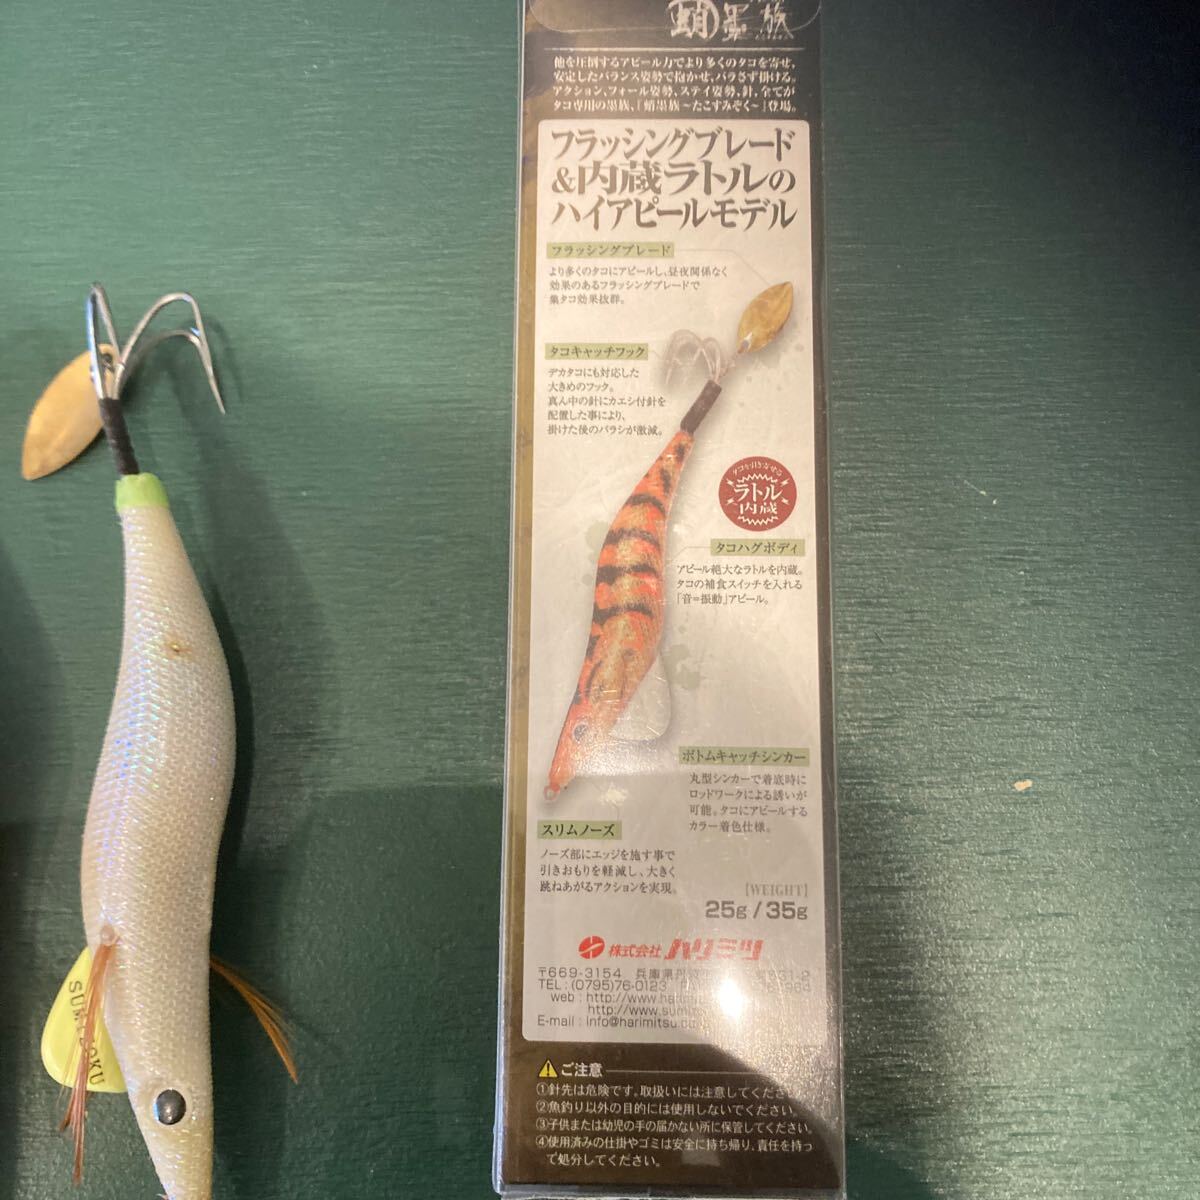 蛸墨族
他を圧倒するアピール力でより多くのタコを寄せ、
安定したバランス姿勢で抱かせ、バラさず掛ける。
アクション、フォール姿勢、ステイ姿勢、針、全てが
タコ専用の墨族、「蛸墨族〜たこすみぞく〜」登場。
フラッシングブレード
&内蔵ラトルの
ハイアピールモデル
フラッシングブレード
より多くのタコにアピールし、昼夜関係なく
効果のあるフラッシングブレードで
集タコ効果抜群。
タコキャッチフック
デカタコにも対応した
大きめのフック。
真ん中の針にカエシ付針を
配置した事により、
掛けた後のバラシが激減。
タコを引き寄せる
ラトル
内蔵
タコハグボディ
アピール絶大なラトルを内蔵。
タコの補食スイッチを入れる
「音=振動」アピール。
ボトムキャッチシンカー
丸型シンカーで着底時に
ロッドワークによる誘いが
可能。タコにアピールする
カラー着色仕様。
スリムノーズ
ノーズ部にエッジを施す事で
引きおもりを軽減し、大きく
跳ねあがるアクションを実現。
【WEIGHT】
25g / 35g
株式会社 ハリミツ
〒669-3154 兵庫県丹波
TEL : (0795)76-0123
web : http://www.harimi
http://www.sumi
E-mail : info@harimitsu.co
ご注意
①針先は危険です。取扱いには注意してください。
②魚釣り以外の目的には使用しないでください。
③子供または幼児の手の届かない所に保管してください。
④使用済みの仕掛やゴミは安全に持ち帰り、責任を持っ
て処分してください。